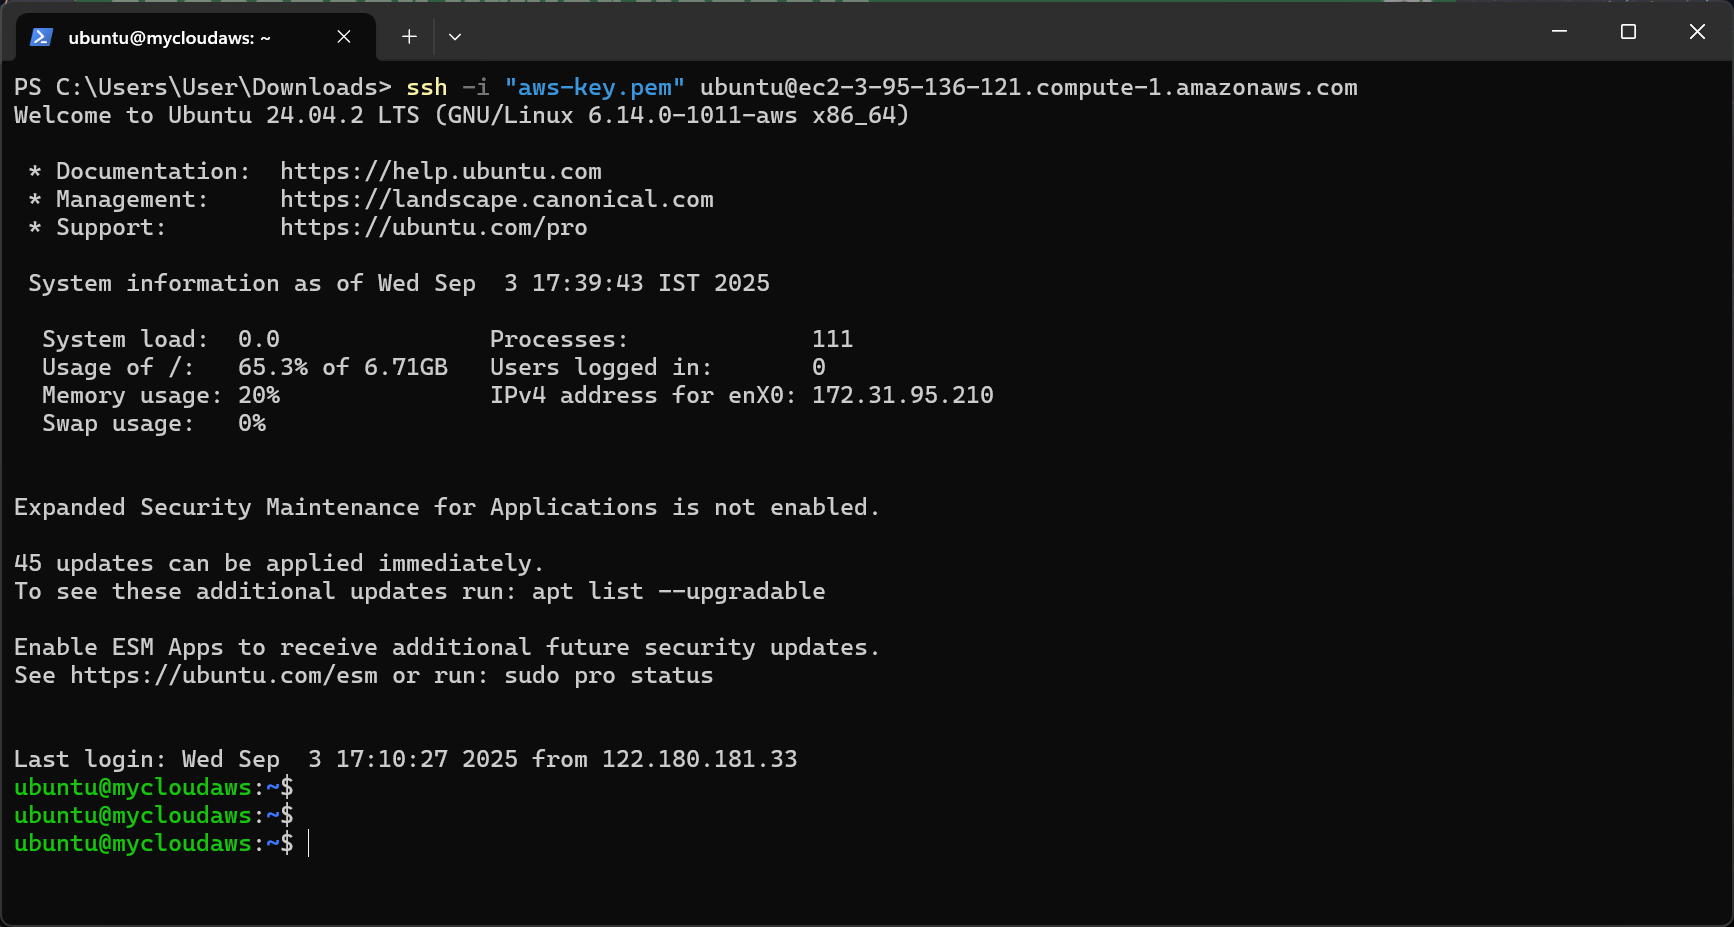 ubuntu@mycloudaws: ~
PS C:\Users\User\Downloads> ssh -i "aws-key.pem" ubuntu@ec2-3-95-136-121.compute-1.amazonaws.com
Welcome to Ubuntu 24.04.2 LTS (GNU/Linux 6.14.0-1011-aws x86_64)
* Documentation:  https://help.ubuntu.com
* Management:     https://landscape.canonical.com
* Support:        https://ubuntu.com/pro
System information as of Wed Sep  3 17:39:43 IST 2025
System load:  0.0               Processes:             111
Usage of /:   65.3% of 6.71GB   Users logged in:       0
Memory usage: 20%               IPv4 address for enX0: 172.31.95.210
Swap usage:   0%
Expanded Security Maintenance for Applications is not enabled.
45 updates can be applied immediately.
To see these additional updates run: apt list --upgradable
Enable ESM Apps to receive additional future security updates.
See https://ubuntu.com/esm or run: sudo pro status
Last login: Wed Sep  3 17:10:27 2025 from 122.180.181.33
ubuntu@mycloudaws:~$
ubuntu@mycloudaws:~$
ubuntu@mycloudaws:~$